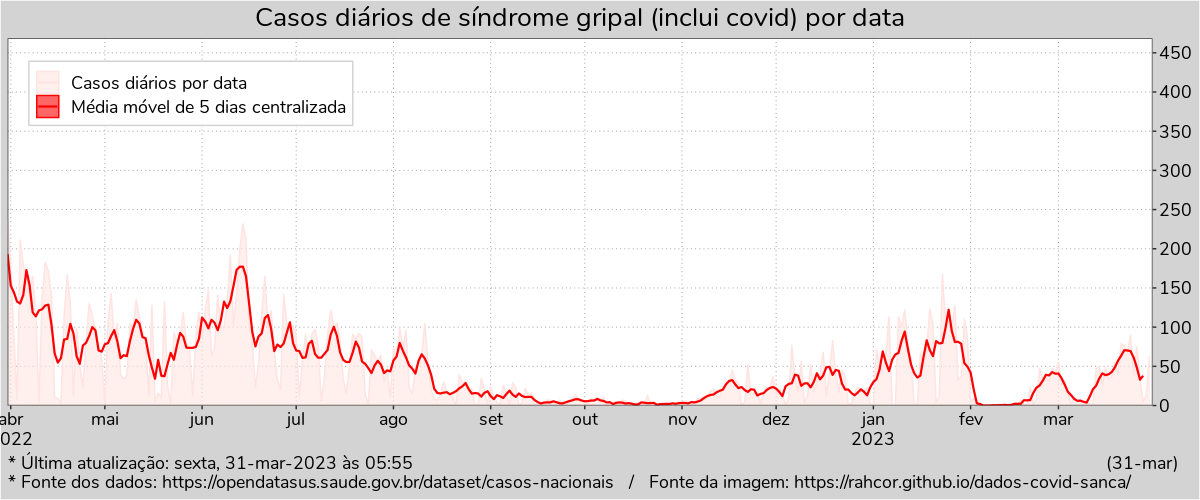 Casos diários de síndrome gripal (inclui covid) por data
450
400
350
300
250
200
150
100
50
0
Casos diários por data
Média móvel de 5 dias centralizada
abr mai jun jul ago set out nov dez jan fev mar
022 2023
* Última atualização: sexta, 31-mar-2023 às 05:55 (31-mar)
* Fonte dos dados: https://opendatasus.saude.gov.br/dataset/casos-nacionais / Fonte da imagem: https://rahcor.github.io/dados-covid-sanca/